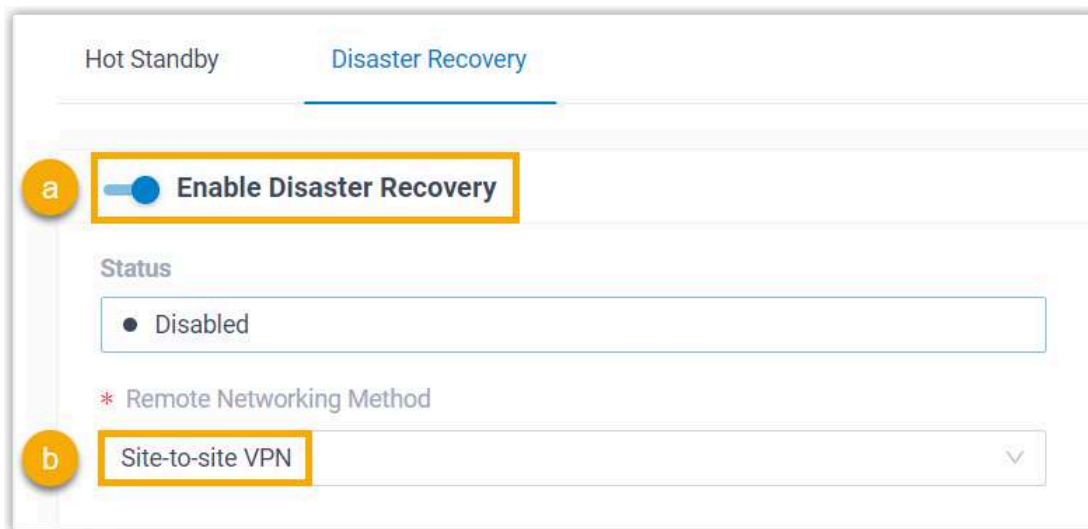 Hot Standby Disaster Recovery
a Enable Disaster Recovery
Status
● Disabled
* Remote Networking Method
b Site-to-site VPN